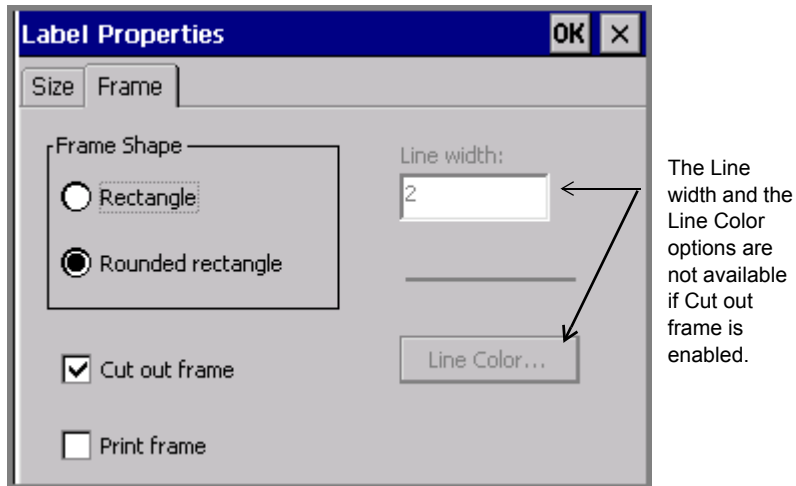 Label Properties
OK
Size
Frame
Frame Shape
Rectangle
Rounded rectangle
Cut out frame
Print frame
Line width:
2
Line Color...
The Line
width and the
Line Color
options are
not available
if Cut out
frame is
enabled.